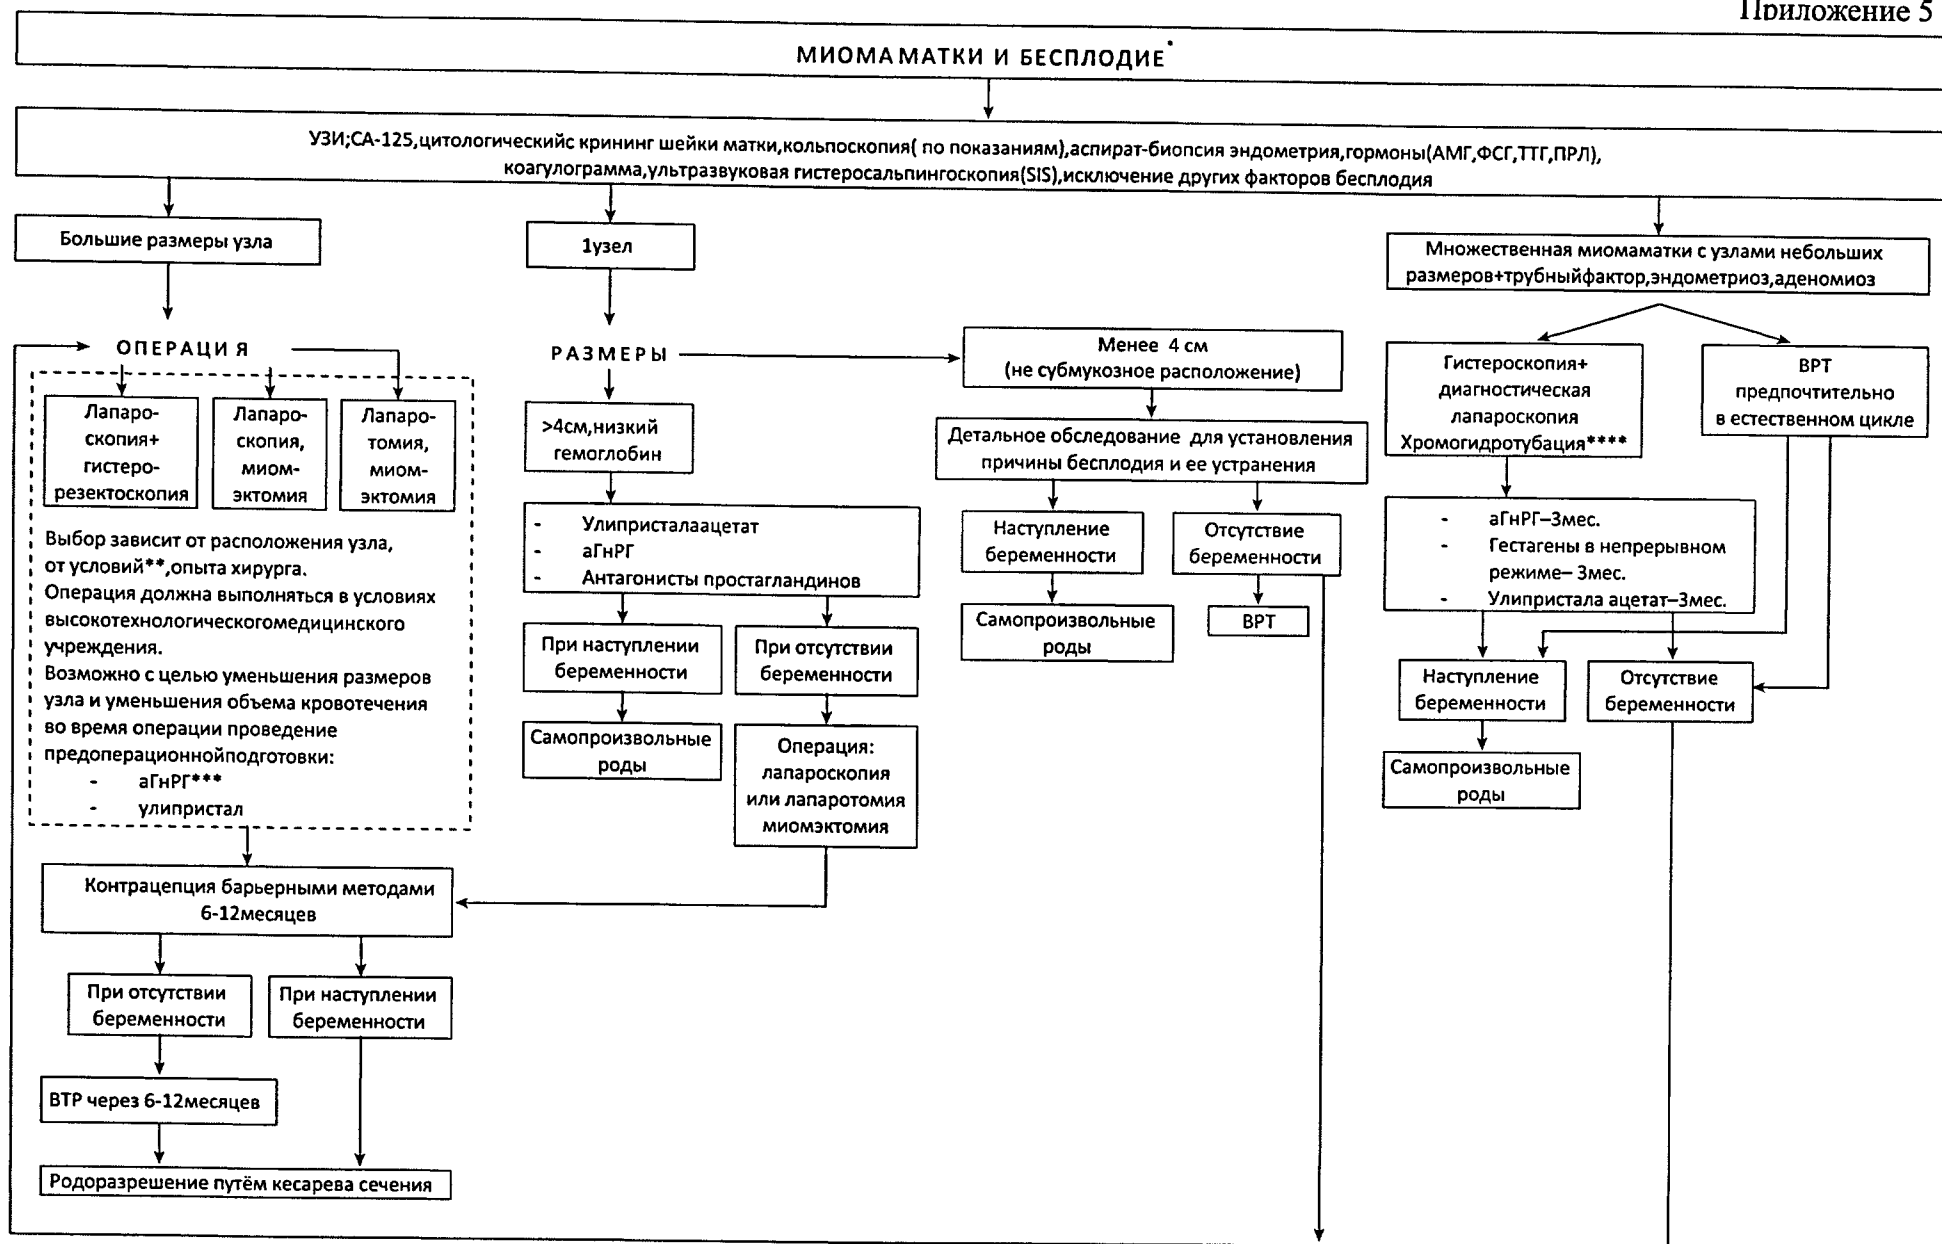 Приложение 5
МИОМАМАТКИ И БЕСПЛОДИЕ*
УЗИ;СА-125,цитологическийс крининг шейки матки,кольпоскопия( по показаниям),аспират-биопсия эндометрия,гормоны(АМГ,ФСГ,ТТГ,ПРЛ),
коагулограмма,ультразвуковая гистеросальпингоскопия(SIS),исключение других факторов бесплодия
Большие размеры узла
1узел
Множественная миомаматки с узлами небольших
размеров+трубныйфактор,эндометриоз,аденомиоз
ОПЕРАЦИЯ
Лапаро-
скопия+
гистеро-
резектоскопия
Лапаро-
скопия,
миом-
эктомия
Лапаро-
томия,
миом-
эктомия
Выбор зависит от расположения узла,
от условий**,опыта хирурга.
Операция должна выполняться в условиях
высокотехнологическогомедицинского
учреждения.
Возможно с целью уменьшения размеров
узла и уменьшения объема кровотечения
во время операции проведение
предоперационнойподготовки:
- аГнРГ***
- улипристал
Контрацепция барьерными методами
6-12месяцев
При отсутствии
беременности
При наступлении
беременности
ВТР через 6-12месяцев
Родоразрешение путём кесарева сечения
РАЗМЕРЫ
>4см,низкий
гемоглобин
- Улипристалаацетат
- аГнРГ
- Антагонисты простагландинов
При наступлении
беременности
При отсутствии
беременности
Самопроизвольные
роды
Операция:
лапароскопия
или лапаротомия
миомэктомия
Менее 4 см
(не субмукозное расположение)
Детальное обследование для установления
причины бесплодия и ее устранения
Наступление
беременности
Отсутствие
беременности
Самопроизвольные
роды
ВРТ
Гистероскопия+
диагностическая
лапароскопия
Хромогидротубация****
ВРТ
предпочтительно
в естественном цикле
- аГнРГ–3мес.
- Гестагены в непрерывном
режиме– 3мес.
- Улипристала ацетат–3мес.
Наступление
беременности
Отсутствие
беременности
Самопроизвольные
роды